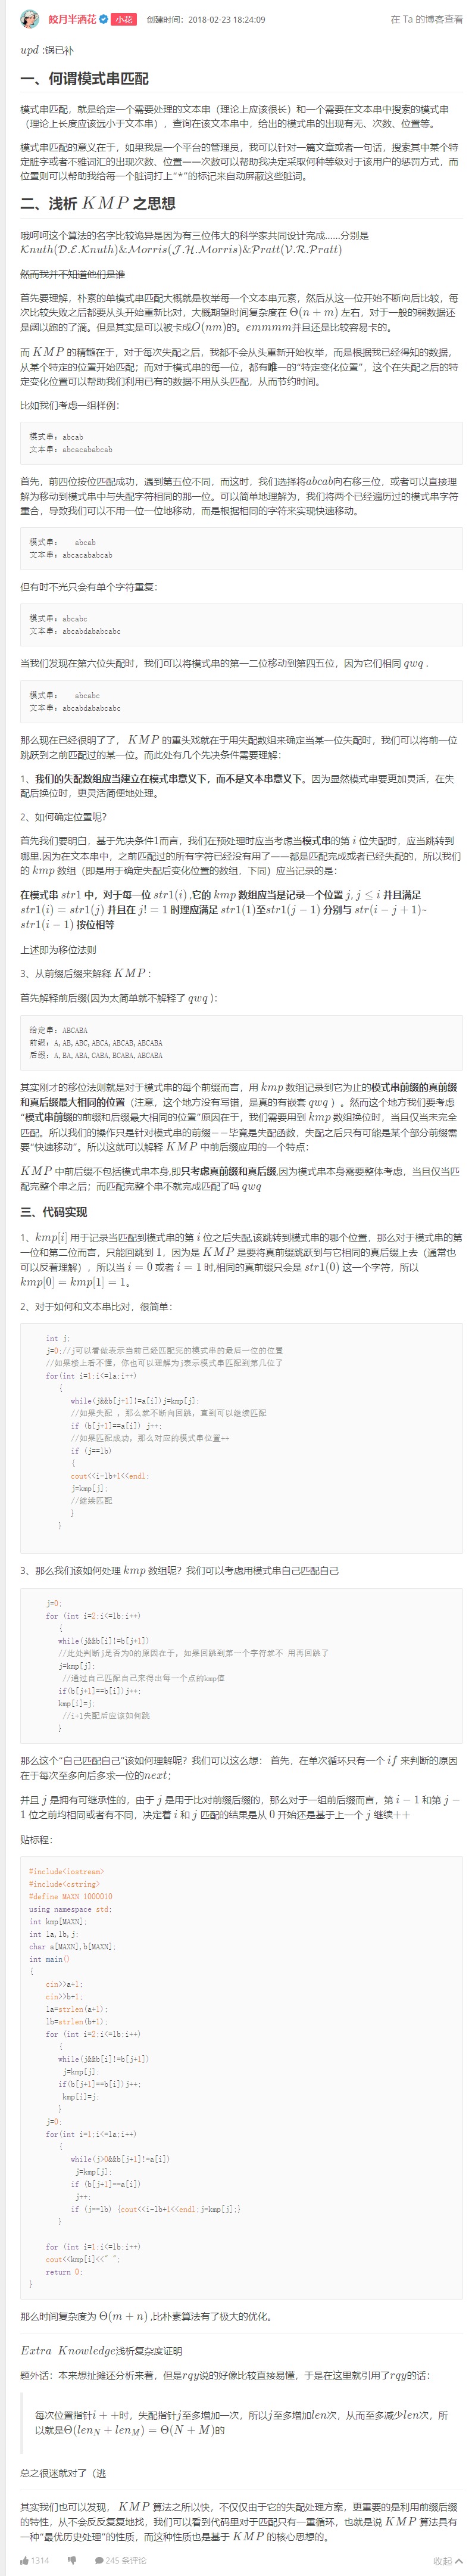 皎月半洒花 小花 创建时间：2018-02-23 18:24:09 在 Ta 的博客查看
upd :锅已补
一、何谓模式串匹配
模式串匹配，就是给定一个需要处理的文本串（理论上应该很长）和一个需要在文本串中搜索的模式串
（理论上长度应该远小于文本串），查询在该文本串中，给出的模式串的出现有无、次数、位置等。
模式串匹配的意义在于，如果我是一个平台的管理员，我可以针对一篇文章或者一句话，搜索其中某个特
定脏字或者不雅词汇的出现次数、位置——次数可以帮助我决定采取何种等级对于该用户的惩罚方式，而
位置则可以帮助我给每一个脏词打上“*”的标记来自动屏蔽这些脏词。
二、浅析 KMP 之思想
哦呵呵这个算法的名字比较诡异是因为有三位伟大的科学家共同设计完成……分别是
Knuth(D.E.Knuth)&Morris(J.H.Morris)&Pratt(V.R.Pratt)
然而我并不知道他们是谁
首先要理解，朴素的单模式串匹配大概就是枚举每一个文本串元素，然后从这一位开始不断向后比较，每
次比较失败之后都要从头开始重新比对，大概期望时间复杂度在 Θ(n + m) 左右，对于一般的弱数据还
是阔以跑的了滴。但是其实是可以被卡成O(nm)的。emmmm并且还是比较容易卡的。
而 KMP 的精髓在于，对于每次失配之后，我都不会从头重新开始枚举，而是根据我已经得知的数据，
从某个特定的位置开始匹配；而对于模式串的每一位，都有唯一的“特定变化位置”，这个在失配之后的特
定变化位置可以帮助我们利用已有的数据不用从头匹配，从而节约时间。
比如我们考虑一组样例：
模式串：abcab
文本串：abcacababcab
首先，前四位按位匹配成功，遇到第五位不同，而这时，我们选择将abcab向右移三位，或者可以直接理
解为移动到模式串中与失配字符相同的那一位。可以简单地理解为，我们将两个已经遍历过的模式串字符
重合，导致我们可以不用一位一位地移动，而是根据相同的字符来实现快速移动。
模式串：   abcab
文本串：abcacababcab
但有时不光只会有单个字符重复：
模式串：abcabc
文本串：abcabdababcabc
当我们发现在第六位失配时，我们可以将模式串的第一二位移动到第四五位，因为它们相同 qwq .
模式串：   abcabc
文本串：abcabdababcabc
那么现在已经很明了了， KMP 的重头戏就在于用失配数组来确定当某一位失配时，我们可以将前一位
跳跃到之前匹配过的某一位。而此处有几个先决条件需要理解：
1、我们的失配数组应当建立在模式串意义下，而不是文本串意义下。因为显然模式串要更加灵活，在失
配后换位时，更灵活简便地处理。
2、如何确定位置呢？
首先我们要明白，基于先决条件1而言，我们在预处理时应当考虑当模式串的第 i 位失配时，应当跳转到
哪里.因为在文本串中，之前匹配过的所有字符已经没有用了——都是匹配完成或者已经失配的，所以我们
的 kmp 数组（即是用于确定失配后变化位置的数组，下同）应当记录的是：
在模式串 str1 中，对于每一位 str1(i) ,它的 kmp 数组应当是记录一个位置 j, j ≤ i 并且满足
str1(i) = str1(j) 并且在 j! = 1 时理应满足 str1(1)至str1(j − 1) 分别与 str(i − j + 1)~
str1(i − 1) 按位相等
上述即为移位法则
3、从前缀后缀来解释 KMP :
首先解释前后缀(因为太简单就不解释了 qwq ):
给定串：ABCABA
前缀：A,AB,ABC,ABCA,ABCAB,ABCABA
后缀：A,BA,ABA,CABA,BCABA,ABCABA
其实刚才的移位法则就是对于模式串的每个前缀而言，用 kmp 数组记录到它为止的模式串前缀的真前缀
和真后缀最大相同的位置（注意，这个地方没有写错，是真的有嵌套 qwq ）。然而这个地方我们要考虑
“模式串前缀的前缀和后缀最大相同的位置”原因在于，我们需要用到 kmp 数组换位时，当且仅当未完全
匹配。所以我们的操作只是针对模式串的前缀−−毕竟是失配函数，失配之后只有可能是某个部分前缀需
要“快速移动”。所以这就可以解释 KMP 中前后缀应用的一个特点：
KMP 中前后缀不包括模式串本身,即只考虑真前缀和真后缀,因为模式串本身需要整体考虑，当且仅当匹
配完整个串之后；而匹配完整个串不就完成匹配了吗 qwq
三、代码实现
1、kmp[i] 用于记录当匹配到模式串的第 i 位之后失配,该跳转到模式串的哪个位置，那么对于模式串的第
一位和第二位而言，只能回跳到 1，因为是 KMP 是要将真前缀跳跃到与它相同的真后缀上去（通常也
可以反着理解），所以当 i = 0 或者 i = 1 时,相同的真前缀只会是 str1(0) 这一个字符，所以
kmp[0] = kmp[1] = 1。
2、对于如何和文本串比对，很简单：
int j;
j=0;//j可以看做表示当前已经匹配完的模式串的最后一位的位置
//如果楼上看不懂，你也可以理解为j表示模式串匹配到第几位了
for(int i=1;i<=la;i++)
{
while(j&&b[j+1]!=a[i])j=kmp[j];
//如果失配 ，那么就不断向回跳，直到可以继续匹配
if (b[j+1]==a[i]) j++;
//如果匹配成功，那么对应的模式串位置++
if (j==lb)
{
cout<<i-lb+1<<endl;
j=kmp[j];
//继续匹配
}
}
3、那么我们该如何处理 kmp 数组呢？我们可以考虑用模式串自己匹配自己
j=0;
for (int i=2;i<=lb;i++)
{
while(j&&b[i]!=b[j+1])
//此处判断j是否为0的原因在于，如果回跳到第一个字符就不 用再回跳了
j=kmp[j];
//通过自己匹配自己来得出每一个点的kmp值
if(b[j+1]==b[i])j++;
kmp[i]=j;
//i+1失配后应该如何跳
}
那么这个“自己匹配自己”该如何理解呢？我们可以这么想： 首先，在单次循环只有一个 if 来判断的原因
在于每次至多向后多求一位的next；
并且 j 是拥有可继承性的，由于 j 是用于比对前缀后缀的，那么对于一组前后缀而言，第 i − 1 和第 j −
1 位之前均相同或者有不同，决定着 i 和 j 匹配的结果是从 0 开始还是基于上一个 j 继续++
贴标程：
#include<iostream>
#include<cstring>
#define MAXN 1000010
using namespace std;
int kmp[MAXN];
int la,lb,j;
char a[MAXN],b[MAXN];
int main()
{
cin>>a+1;
cin>>b+1;
la=strlen(a+1);
lb=strlen(b+1);
for (int i=2;i<=lb;i++)
{
while(j&&b[i]!=b[j+1])
j=kmp[j];
if(b[j+1]==b[i])j++;
kmp[i]=j;
}
j=0;
for(int i=1;i<=la;i++)
{
while(j>0&&b[j+1]!=a[i])
j=kmp[j];
if (b[j+1]==a[i])
j++;
if (j==lb) {cout<<i-lb+1<<endl;j=kmp[j];}
}
for (int i=1;i<=lb;i++)
cout<<kmp[i]<<" ";
return 0;
}
那么时间复杂度为 Θ(m + n) ,比朴素算法有了极大的优化。
Extra Knowledge浅析复杂度证明
题外话：本来想扯摊还分析来着，但是rqy说的好像比较直接易懂，于是在这里就引用了rqy的话：
每次位置指针i + +时，失配指针j至多增加一次，所以j至多增加len次，从而至多减少len次，所
以就是Θ(lenN + lenM) = Θ(N + M)的
总之很迷就对了（逃
其实我们也可以发现， KMP 算法之所以快，不仅仅由于它的失配处理方案，更重要的是利用前缀后缀
的特性，从不会反反复复地找，我们可以看到代码里对于匹配只有一重循环，也就是说 KMP 算法具有
一种“最优历史处理”的性质，而这种性质也是基于 KMP 的核心思想的。
1314 245 条评论 收起